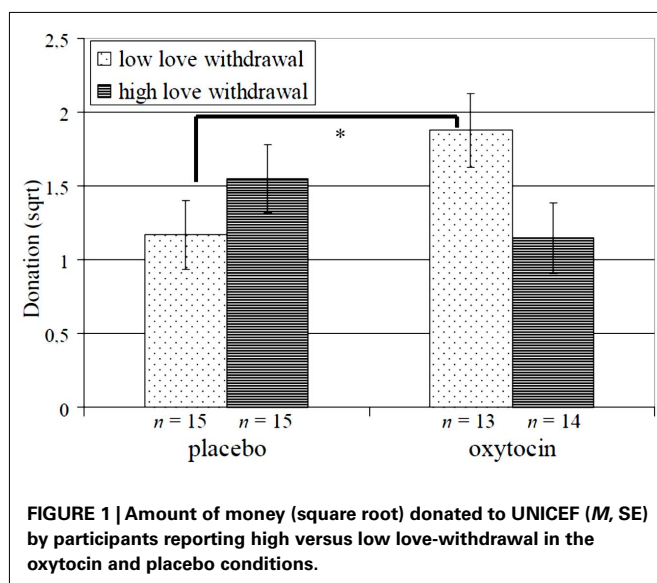 2.5
low love withdrawal
high love withdrawal
2
*
1.5
Donation (sqrt)
1
0.5
0
n = 15 n = 15 n = 13 n = 14
placebo oxytocin
FIGURE 1 | Amount of money (square root) donated to UNICEF (M, SE)
by participants reporting high versus low love-withdrawal in the
oxytocin and placebo conditions.